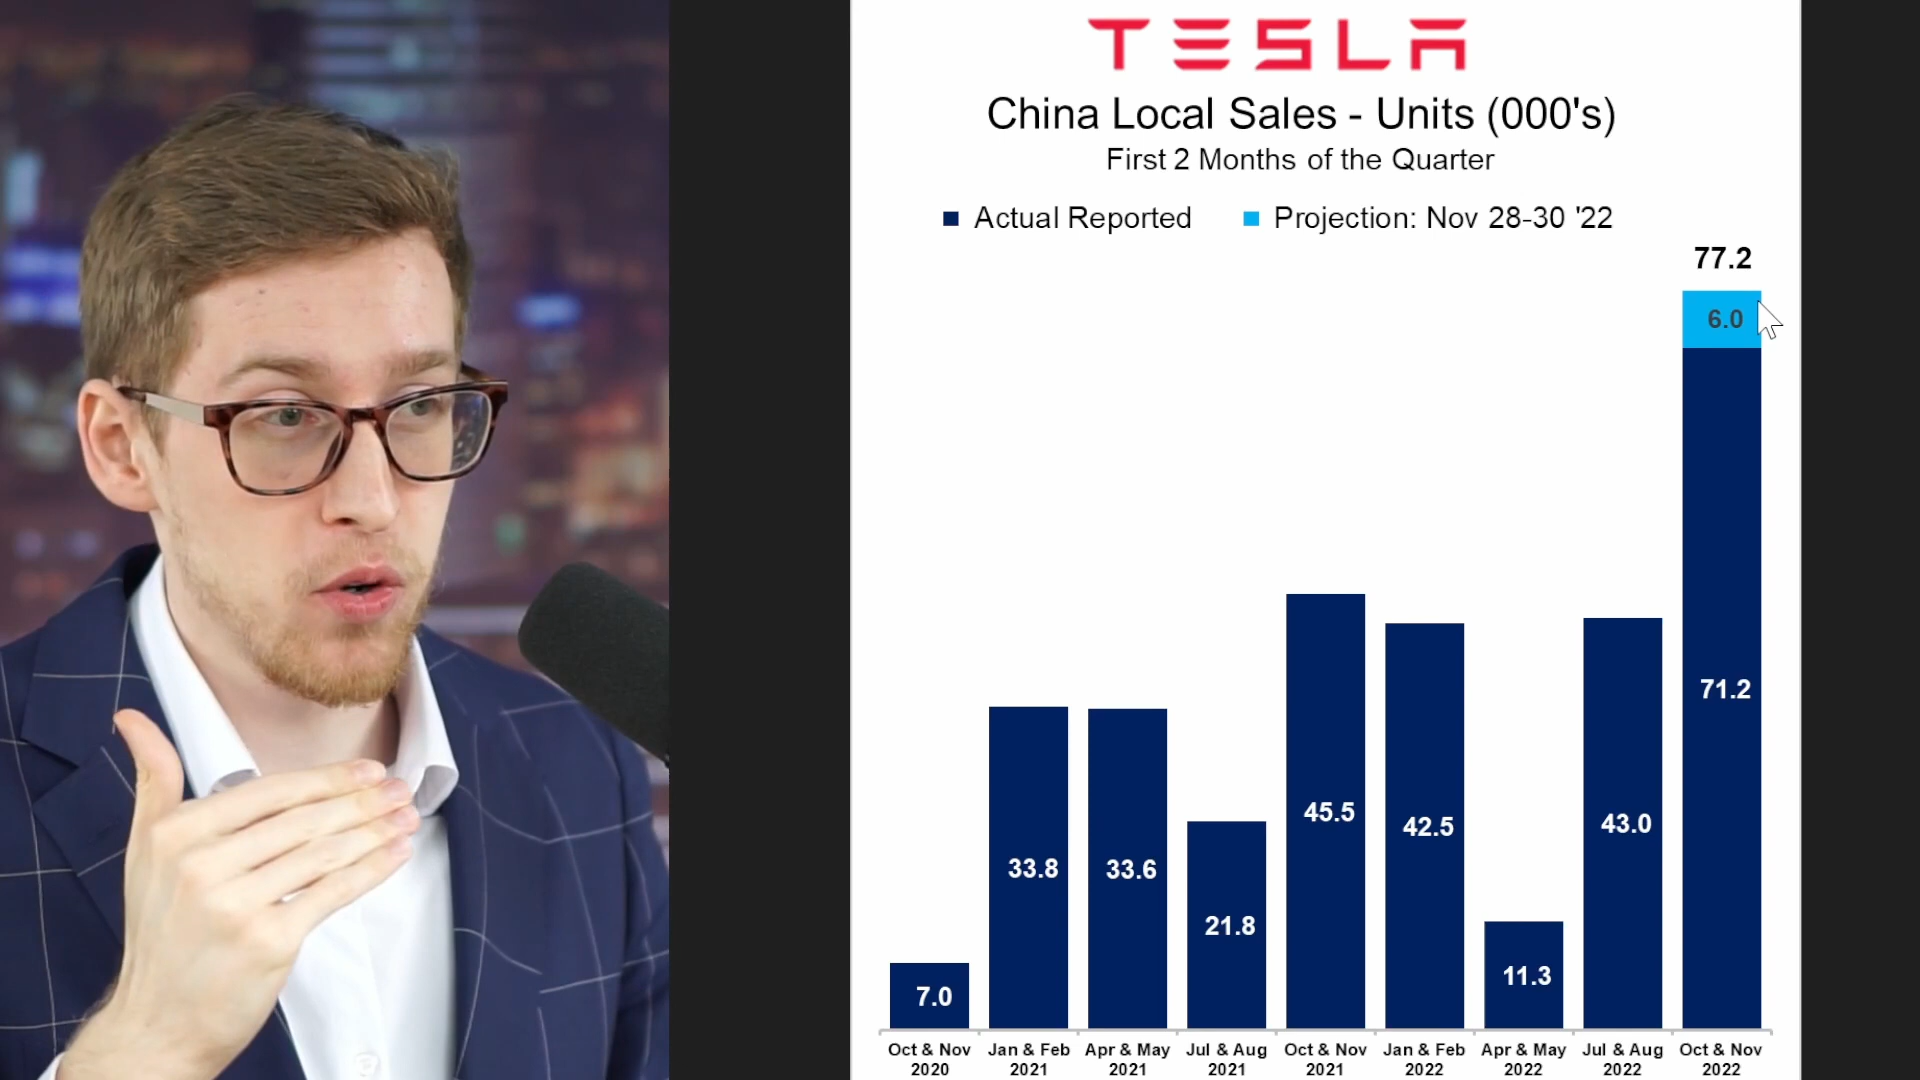 TESLA
China Local Sales - Units (000's)
First 2 Months of the Quarter
Actual Reported
Projection: Nov 28-30 '22
77.2
6.0
71.2
45.5
43.0
42.5
33.8
33.6
21.8
11.3
7.0
Oct & Nov 2020
Jan & Feb 2021
Apr & May 2021
Jul & Aug 2021
Oct & Nov 2021
Jan & Feb 2022
Apr & May 2022
Jul & Aug 2022
Oct & Nov 2022